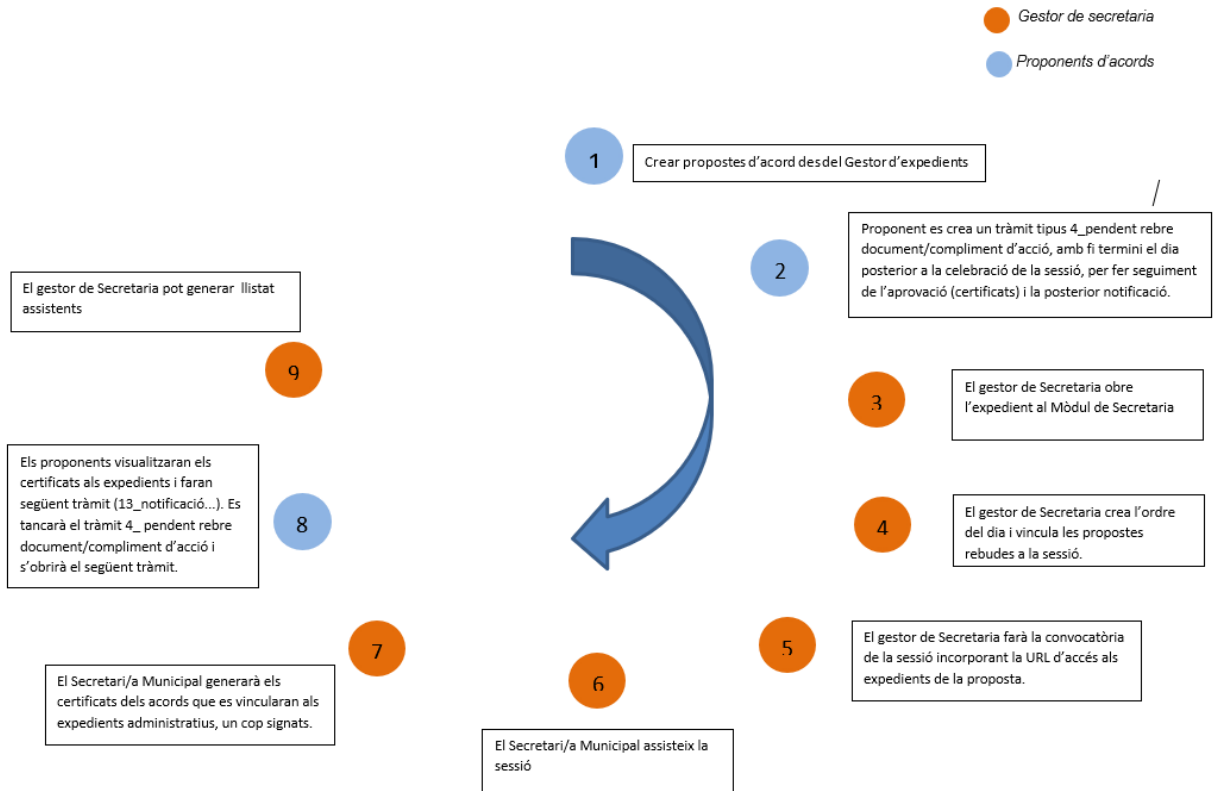 Gestor de secretaria
Proponents d'acords
1
Crear propostes d'acord des del Gestor d'expedients
2
Proponent es crea un tràmit tipus 4_pendent rebre
document/compliment d'acció, amb fi termini el dia
posterior a la celebració de la sessió, per fer seguiment
de l'aprovació (certificats) i la posterior notificació.
3
El gestor de Secretaria obre
l'expedient al Mòdul de Secretaria
4
El gestor de Secretaria crea l'ordre
del dia i vincula les propostes
rebudes a la sessió.
5
El gestor de Secretaria farà la convocatòria
de la sessió incorporant la URL d'accés als
expedients de la proposta.
6
El Secretari/a Municipal assisteix la
sessió
7
El Secretari/a Municipal generarà els
certificats dels acords que es vincularan als
expedients administratius, un cop signats.
8
Els proponents visualitzaran els
certificats als expedients i faran
següent tràmit (13_notificació...). Es
tancarà el tràmit 4_ pendent rebre
document/compliment d'acció i
s'obrirà el següent tràmit.
9
El gestor de Secretaria pot generar llistat
assistents